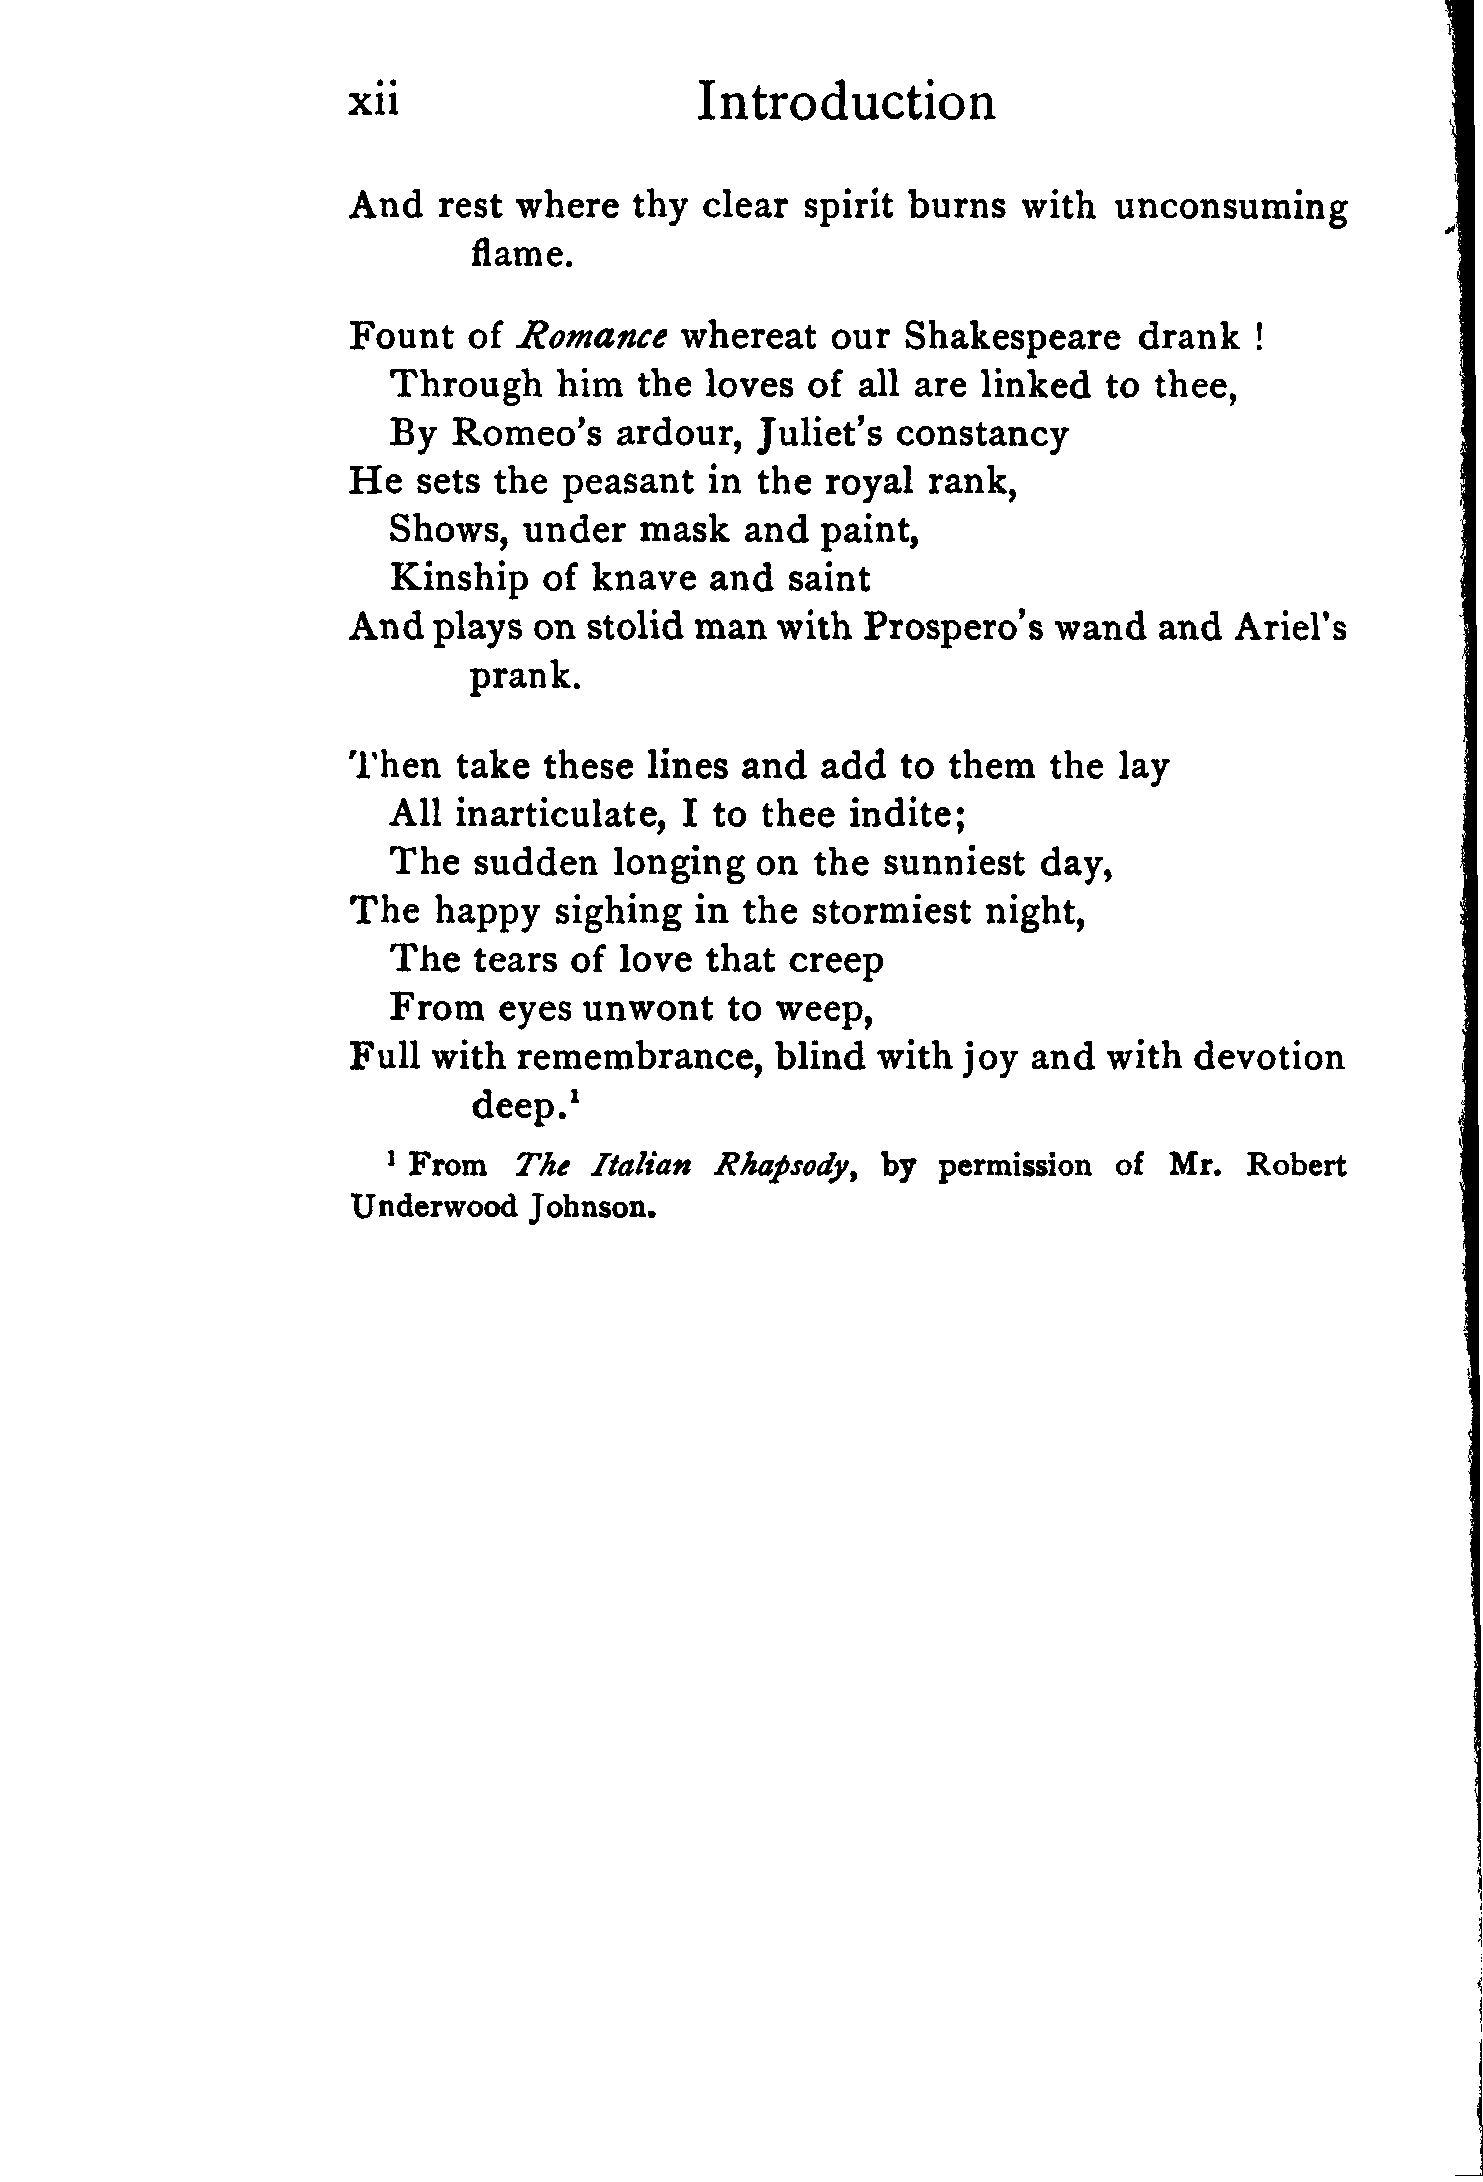 xii Introduction
And rest where thy clear spirit burns with unconsuming
flame.
Fount of Romance whereat our Shakespeare drank !
Through him the loves of all are linked to thee,
By Romeo's ardour, Juliet's constancy
He sets the peasant in the royal rank,
Shows, under mask and paint,
Kinship of knave and saint
And plays on stolid man with Prospero's wand and Ariel's
prank.
Then take these lines and add to them the lay
All inarticulate, I to thee indite;
The sudden longing on the sunniest day,
The happy sighing in the stormiest night,
The tears of love that creep
From eyes unwont to weep,
Full with remembrance, blind with joy and with devotion
deep.¹
¹ From The Italian Rhapsody, by permission of Mr. Robert
Underwood Johnson.